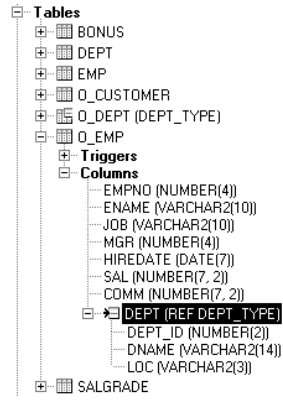 Tables
BONUS
DEPT
EMP
O_CUSTOMER
O_DEPT (DEPT_TYPE)
O_EMP
Triggers
Columns
EMPNO (NUMBER(4))
ENAME (VARCHAR2(10))
JOB (VARCHAR2(10))
MGR (NUMBER(4))
HIREDATE (DATE(7))
SAL (NUMBER(7, 2))
COMM (NUMBER(7, 2))
DEPT (REF DEPT_TYPE)
DEPT_ID (NUMBER(2))
DNAME (VARCHAR2(14))
LOC (VARCHAR2(3))
SALGRADE